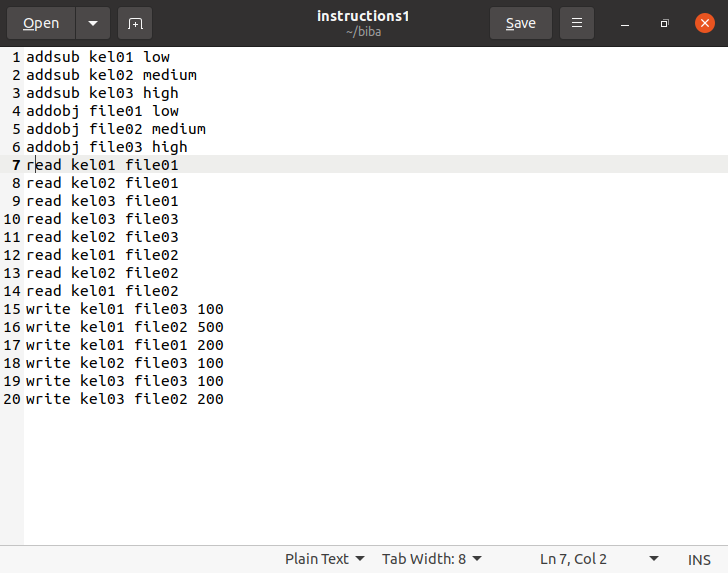 Open
instructions1
~/biba
Save
1 addsub kel01 low
2 addsub kel02 medium
3 addsub kel03 high
4 addobj file01 low
5 addobj file02 medium
6 addobj file03 high
7 read kel01 file01
8 read kel02 file01
9 read kel03 file01
10 read kel03 file03
11 read kel02 file03
12 read kel01 file02
13 read kel02 file02
14 read kel01 file02
15 write kel01 file03 100
16 write kel01 file02 500
17 write kel01 file01 200
18 write kel02 file03 100
19 write kel03 file03 100
20 write kel03 file02 200
Plain Text Tab Width: 8 Ln 7, Col 2 INS